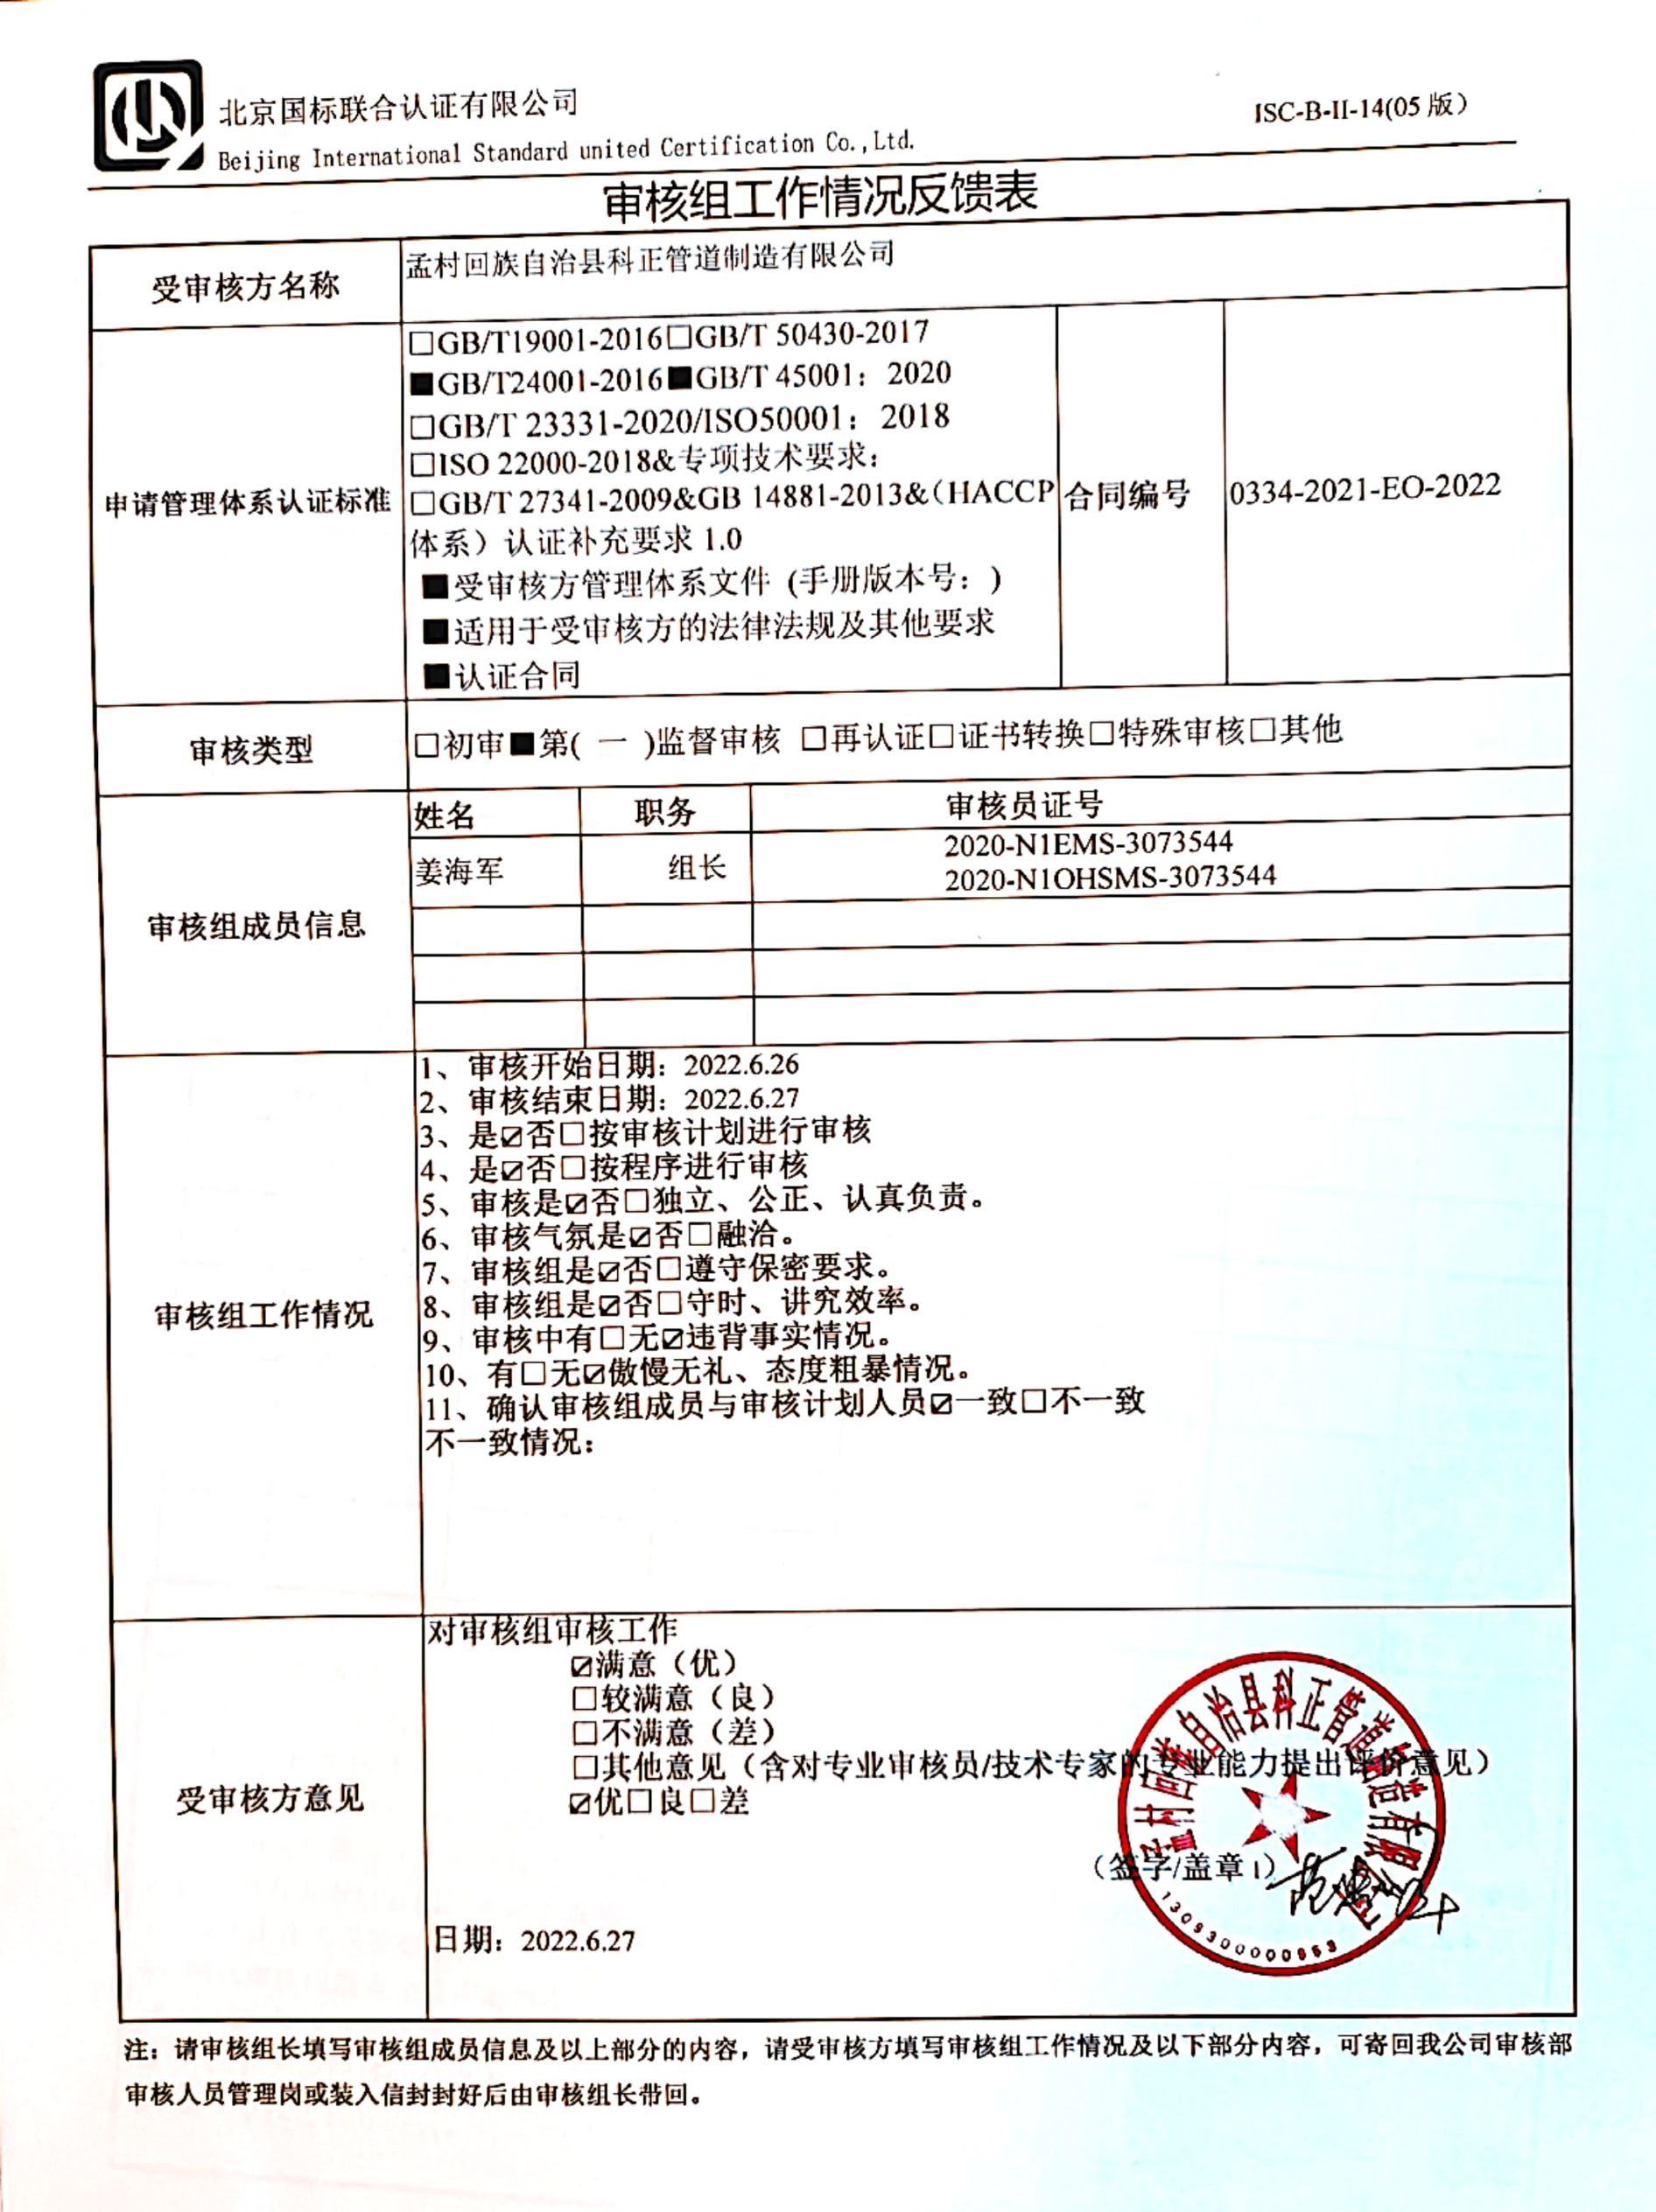 北京国标联合认证有限公司
ISC-B-II-14(05 版)
Beijing International Standard united Certification Co.,Ltd.
审核组工作情况反馈表
受审核方名称
孟村回族自治县科正管道制造有限公司
申请管理体系认证标准
□GB/T19001-2016□GB/T 50430-2017
■GB/T24001-2016■GB/T 45001：2020
□GB/T 23331-2020/ISO50001：2018
□ISO 22000-2018&专项技术要求：
□GB/T 27341-2009&GB 14881-2013&（HACCP
体系）认证补充要求 1.0
■受审核方管理体系文件 (手册版本号：)
■适用于受审核方的法律法规及其他要求
■认证合同
合同编号
0334-2021-EO-2022
审核类型
□初审■第( 一 )监督审核 □再认证□证书转换□特殊审核□其他
审核组成员信息
姓名 职务 审核员证号
姜海军 组长 2020-N1EMS-3073544
2020-N1OHSMS-3073544
审核组工作情况
1、审核开始日期：2022.6.26
2、审核结束日期：2022.6.27
3、是☑否□按审核计划进行审核
4、是☑否□按程序进行审核
5、审核是☑否□独立、公正、认真负责。
6、审核气氛是☑否□融洽。
7、审核组是☑否□遵守保密要求。
8、审核组是☑否□守时、讲究效率。
9、审核中有□无☑违背事实情况。
10、有□无☑傲慢无礼、态度粗暴情况。
11、确认审核组成员与审核计划人员☑一致□不一致
不一致情况：
受审核方意见
对审核组审核工作
☑满意（优）
□较满意（良）
□不满意（差）
□其他意见（含对专业审核员/技术专家的专业能力提出评价意见）
☑优□良□差
（签字/盖章）
日期：2022.6.27
孟村回族自治县科正管道制造有限公司
1309300000863
注：请审核组长填写审核组成员信息及以上部分的内容，请受审核方填写审核组工作情况及以下部分内容，可寄回我公司审核部
审核人员管理岗或装入信封封好后由审核组长带回。